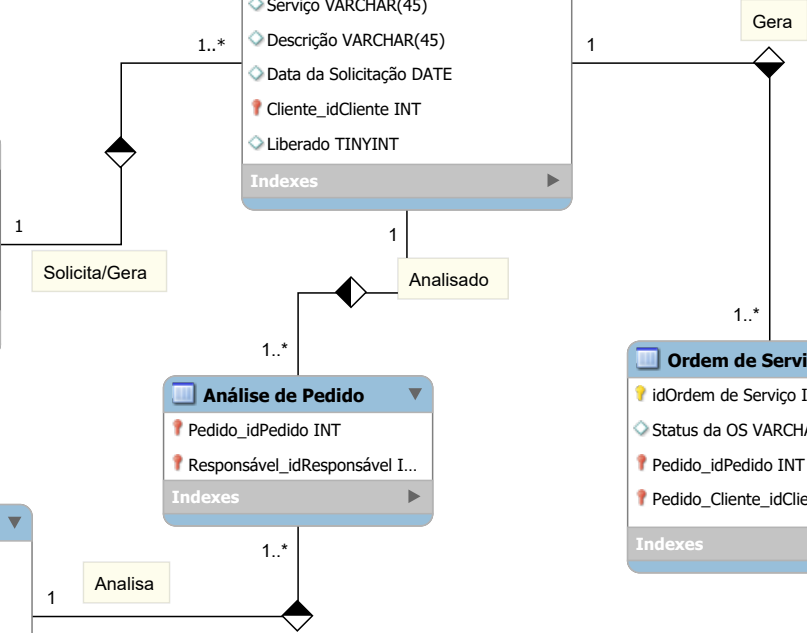 Serviço VARCHAR(45)
Descrição VARCHAR(45)
Data da Solicitação DATE
Cliente_idCliente INT
Liberado TINYINT
Indexes
1..*
1
Gera
1
Solicita/Gera
1
Analisado
1..*
1..*
Análise de Pedido
Pedido_idPedido INT
Responsável_idResponsável I...
Indexes
Ordem de Servi
idOrdem de Serviço I
Status da OS VARCHA
Pedido_idPedido INT
Pedido_Cliente_idClie
Indexes
1..*
Analisa
1